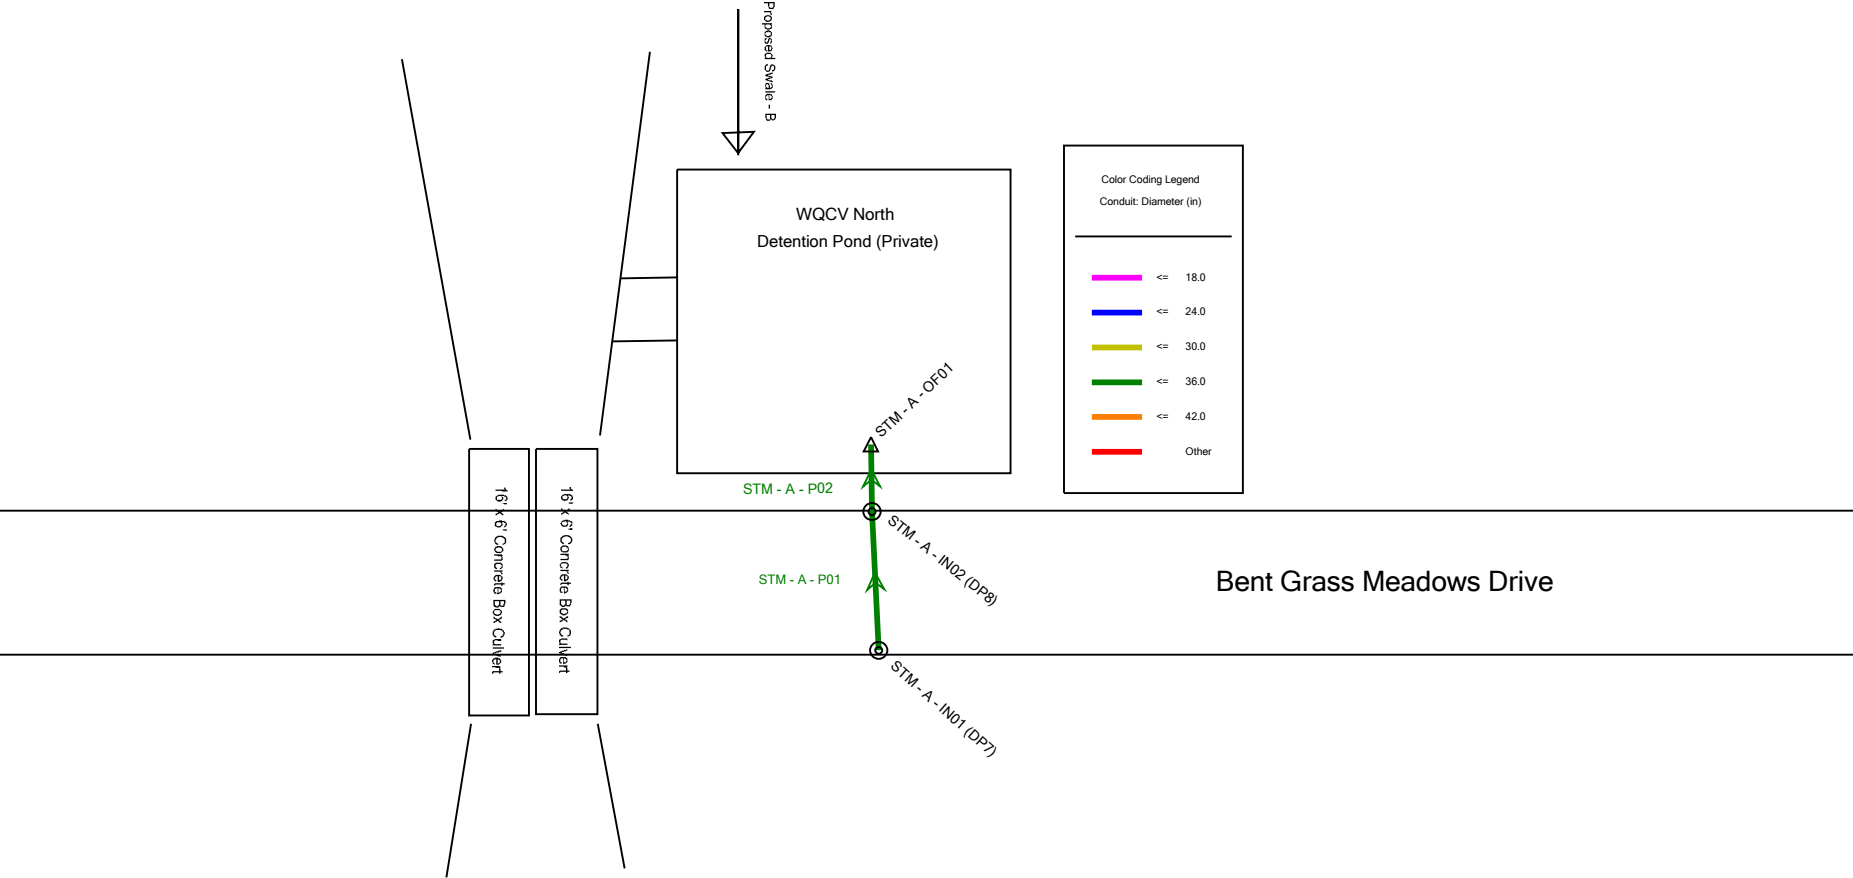 Proposed Swale - B
WQCV North
Detention Pond (Private)
Color Coding Legend
Conduit: Diameter (in)
<= 18.0
<= 24.0
<= 30.0
<= 36.0
<= 42.0
Other
STM - A - OF01
STM - A - P02
16' x 6' Concrete Box Culvert
16' x 6' Concrete Box Culvert
STM - A - IN02 (DP8)
STM - A - P01
Bent Grass Meadows Drive
STM - A - IN01 (DP7)